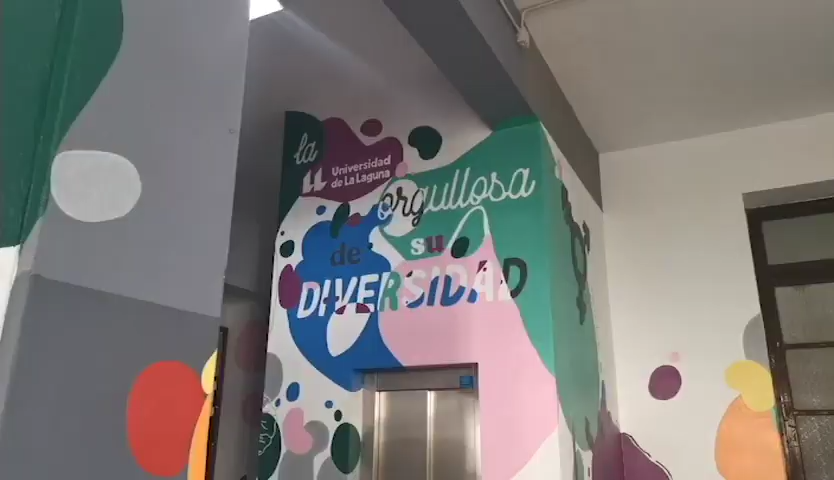 la
Universidad
de La Laguna
orgullosa
de su
DIVERSIDAD